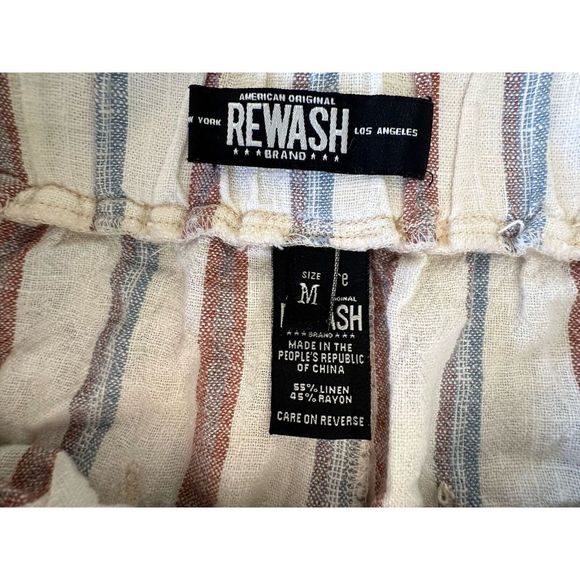 AMERICAN ORIGINAL
YORK REWASH LOS ANGELES
BRAND
SIZE
M
BRAND
MADE IN THE
PEOPLE'S REPUBLIC
OF CHINA
55% LINEN
45% RAYON
CARE ON REVERSE